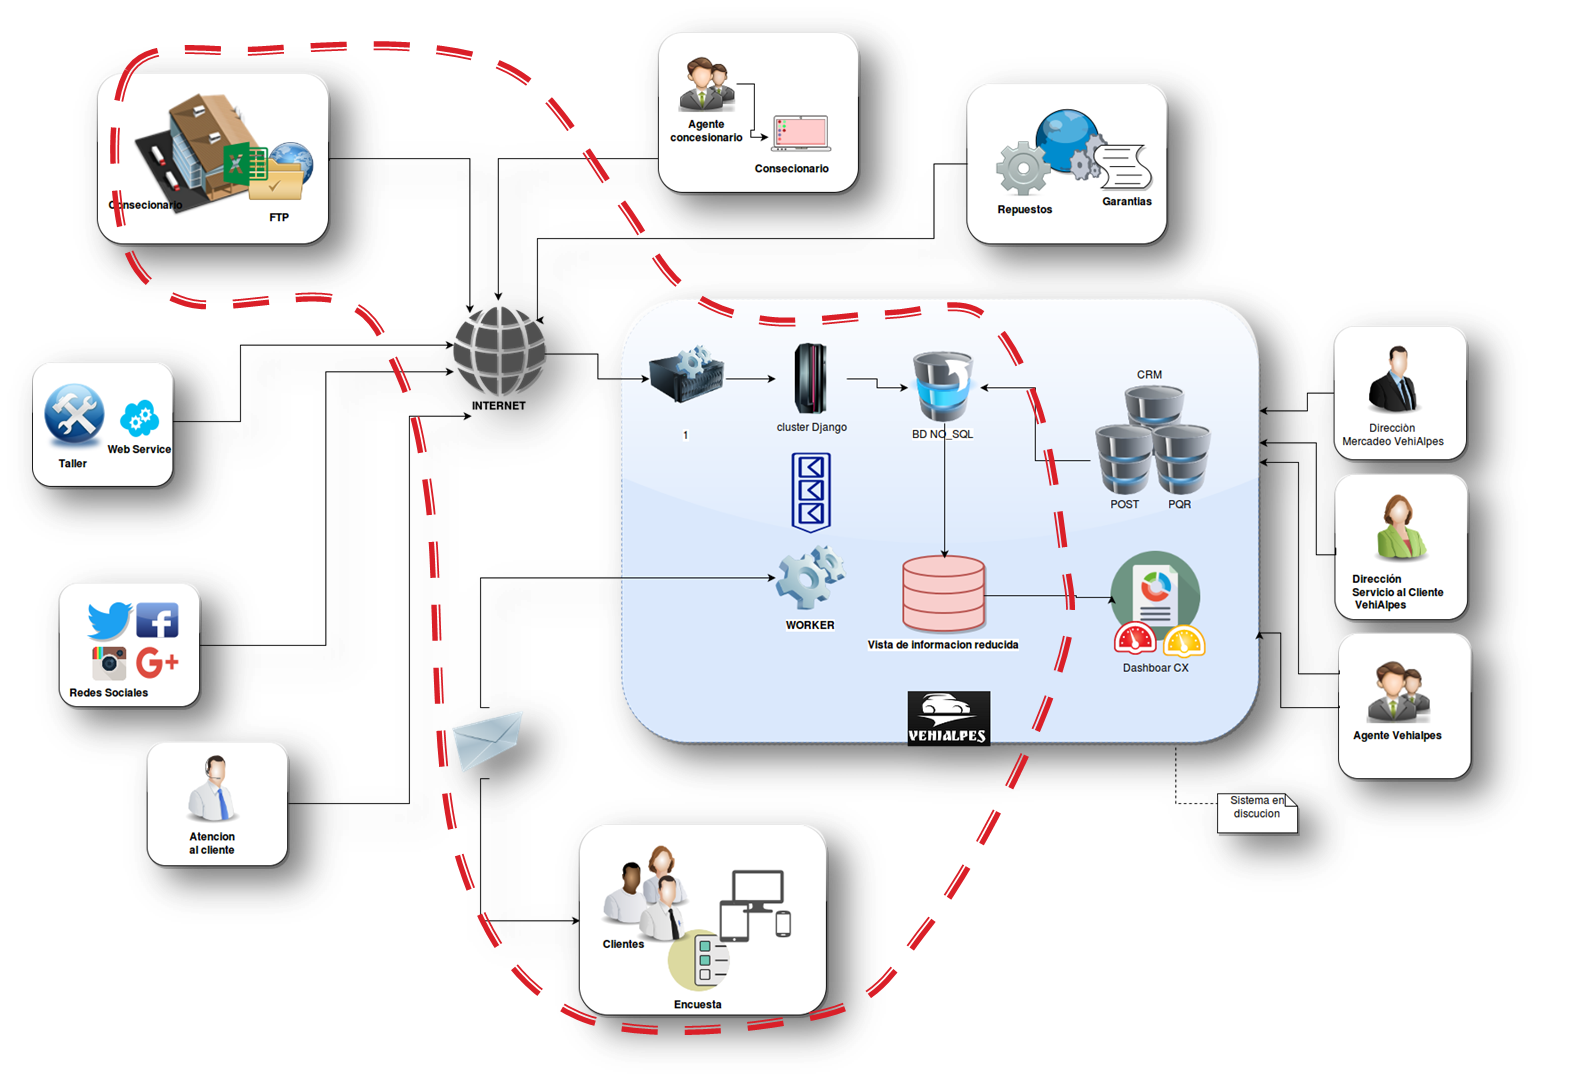 Consecionario
FTP
Agente
concesionario
Consecionario
Repuestos
Garantias
INTERNET
Taller
Web Service
1
cluster Django
BD NO_SQL
CRM
POST
PQR
Dirección
Mercadeo VehiAlpes
Dirección
Servicio al Cliente
VehiAlpes
WORKER
Vista de informacion reducida
Dashboar CX
Redes Sociales
G+
VEHIALPES
Agente Vehialpes
Atencion
al cliente
Sistema en
discucion
Clientes
Encuesta